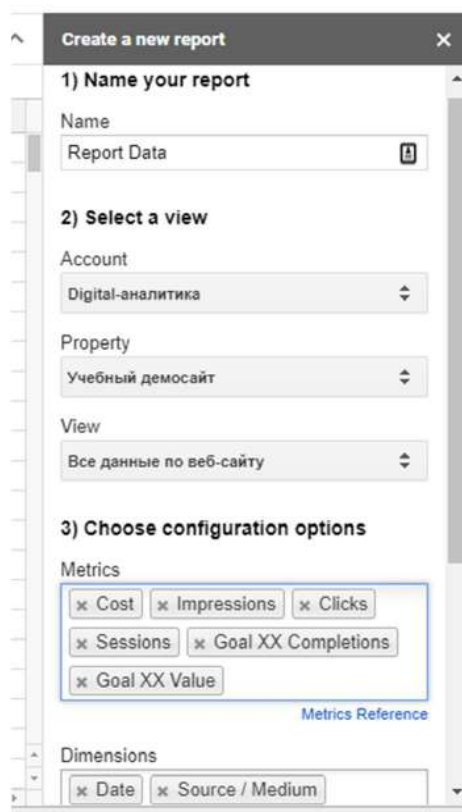 Create a new report
1) Name your report
Name
Report Data
2) Select a view
Account
Digital-аналитика
Property
Учебный демосайт
View
Все данные по веб-сайту
3) Choose configuration options
Metrics
× Cost × Impressions × Clicks
× Sessions × Goal XX Completions
× Goal XX Value
Metrics Reference
Dimensions
× Date × Source / Medium